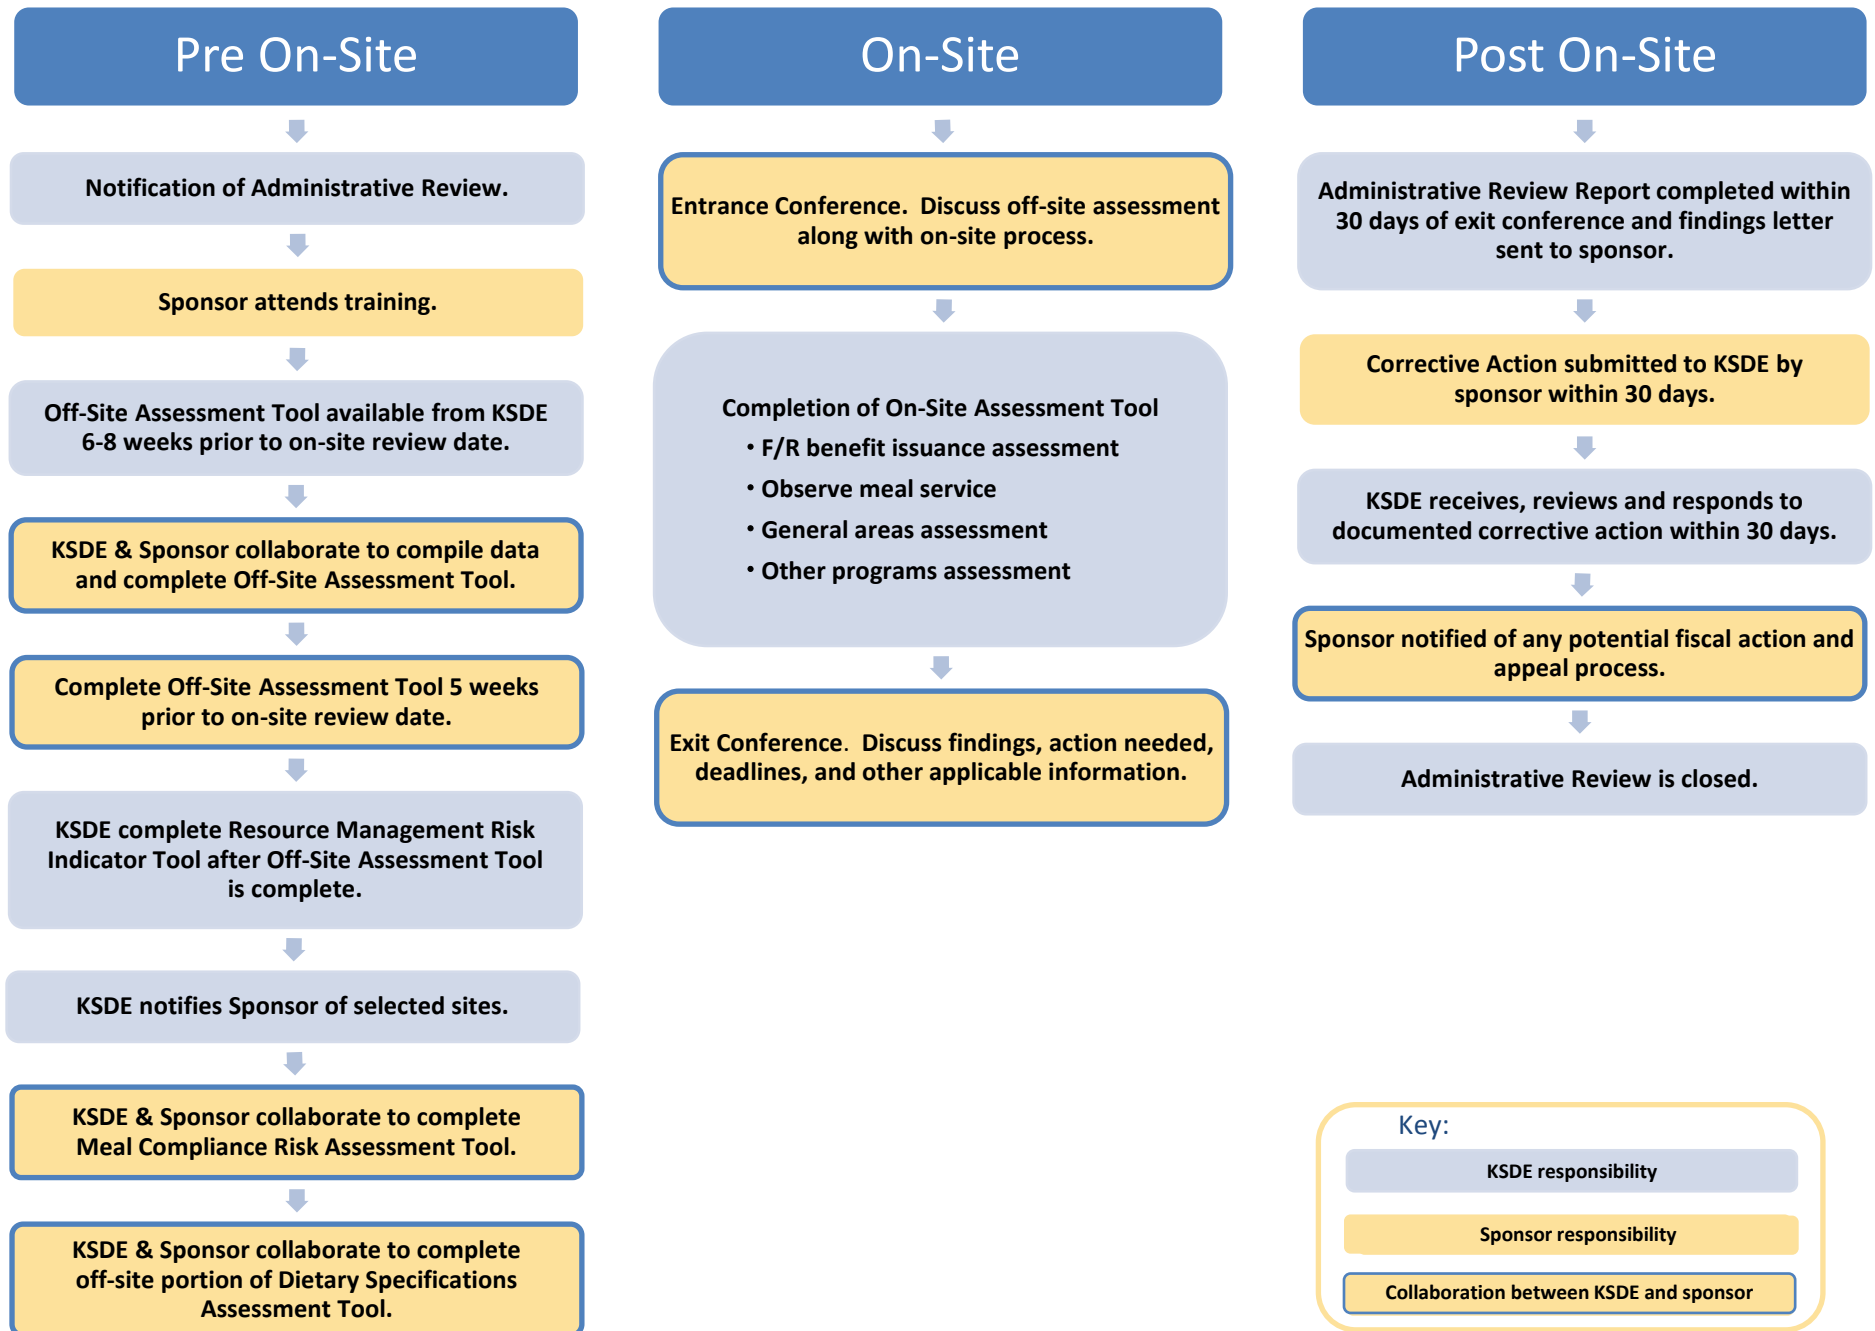 Pre On-Site
Notification of Administrative Review.
Sponsor attends training.
Off-Site Assessment Tool available from KSDE
6-8 weeks prior to on-site review date.
KSDE & Sponsor collaborate to compile data
and complete Off-Site Assessment Tool.
Complete Off-Site Assessment Tool 5 weeks
prior to on-site review date.
KSDE complete Resource Management Risk
Indicator Tool after Off-Site Assessment Tool
is complete.
KSDE notifies Sponsor of selected sites.
KSDE & Sponsor collaborate to complete
Meal Compliance Risk Assessment Tool.
KSDE & Sponsor collaborate to complete
off-site portion of Dietary Specifications
Assessment Tool.
On-Site
Entrance Conference.  Discuss off-site assessment
along with on-site process.
Completion of On-Site Assessment Tool
• F/R benefit issuance assessment
• Observe meal service
• General areas assessment
• Other programs assessment
Exit Conference.  Discuss findings, action needed,
deadlines, and other applicable information.
Post On-Site
Administrative Review Report completed within
30 days of exit conference and findings letter
sent to sponsor.
Corrective Action submitted to KSDE by
sponsor within 30 days.
KSDE receives, reviews and responds to
documented corrective action within 30 days.
Sponsor notified of any potential fiscal action and
appeal process.
Administrative Review is closed.
Key:
KSDE responsibility
Sponsor responsibility
Collaboration between KSDE and sponsor